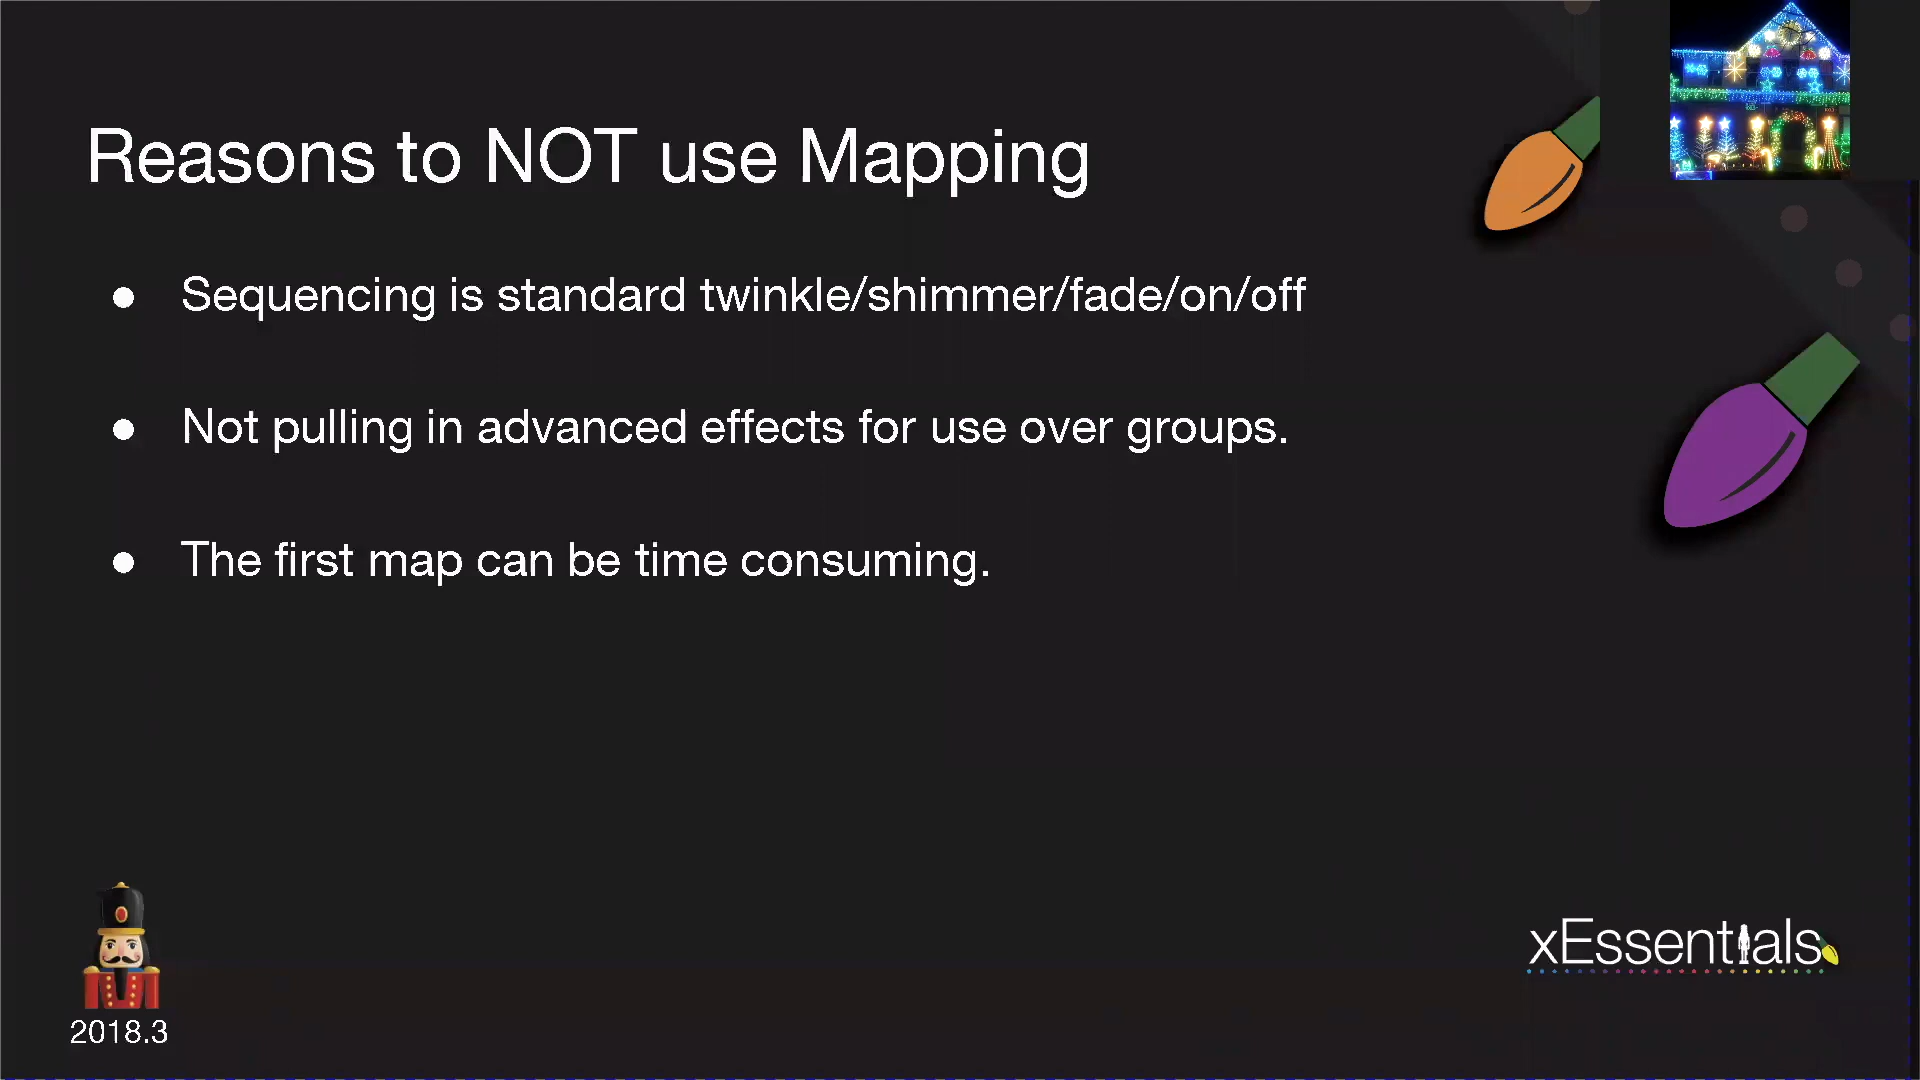 Reasons to NOT use Mapping
● Sequencing is standard twinkle/shimmer/fade/on/off
● Not pulling in advanced effects for use over groups.
● The first map can be time consuming.
xEssentials
2018.3